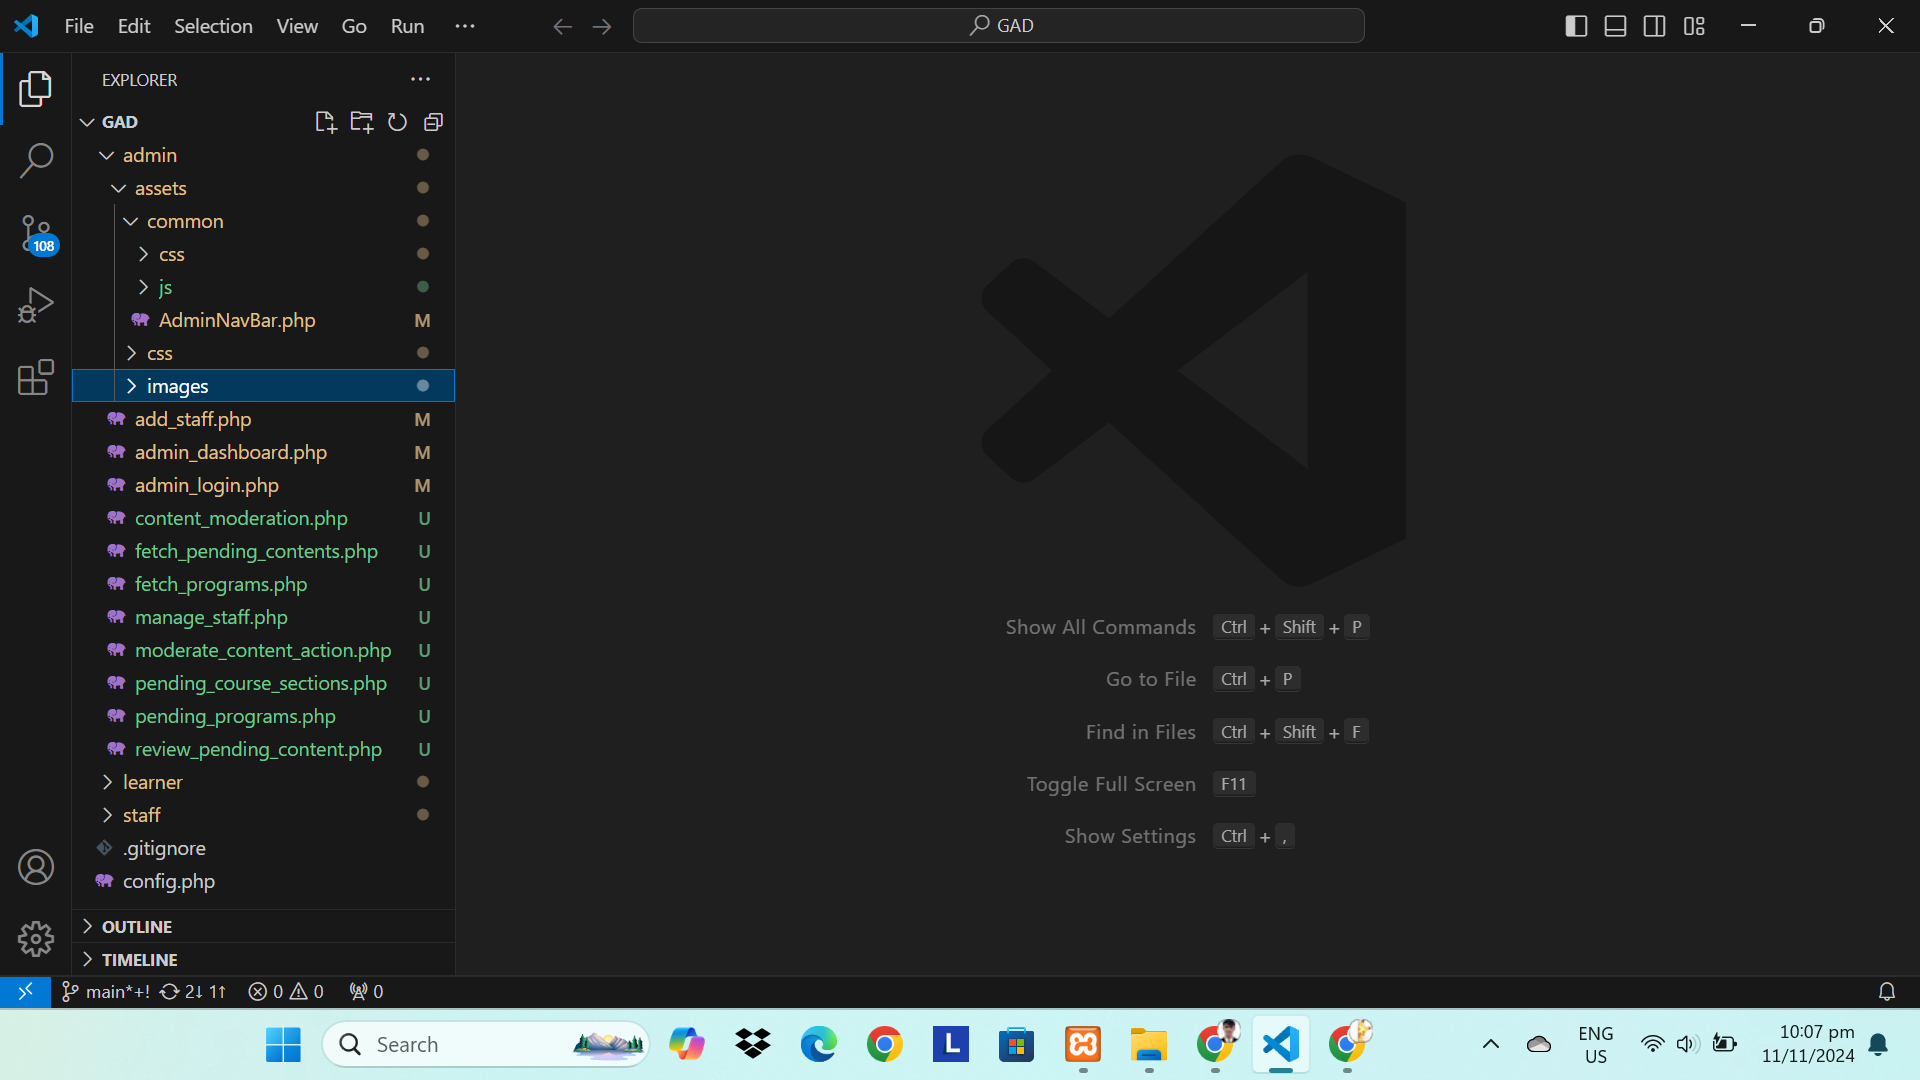 File Edit Selection View Go Run ···
GAD
EXPLORER
GAD
admin
assets
common
css
js
AdminNavBar.php M
css
images
add_staff.php M
admin_dashboard.php M
admin_login.php M
content_moderation.php U
fetch_pending_contents.php U
fetch_programs.php U
manage_staff.php U
moderate_content_action.php U
pending_course_sections.php U
pending_programs.php U
review_pending_content.php U
learner
staff
.gitignore
config.php
OUTLINE
TIMELINE
108
Show All Commands Ctrl + Shift + P
Go to File Ctrl + P
Find in Files Ctrl + Shift + F
Toggle Full Screen F11
Show Settings Ctrl + ,
main*+! 2↓ 1↑ 0 0 0
Search
L
ENG
US
10:07 pm
11/11/2024